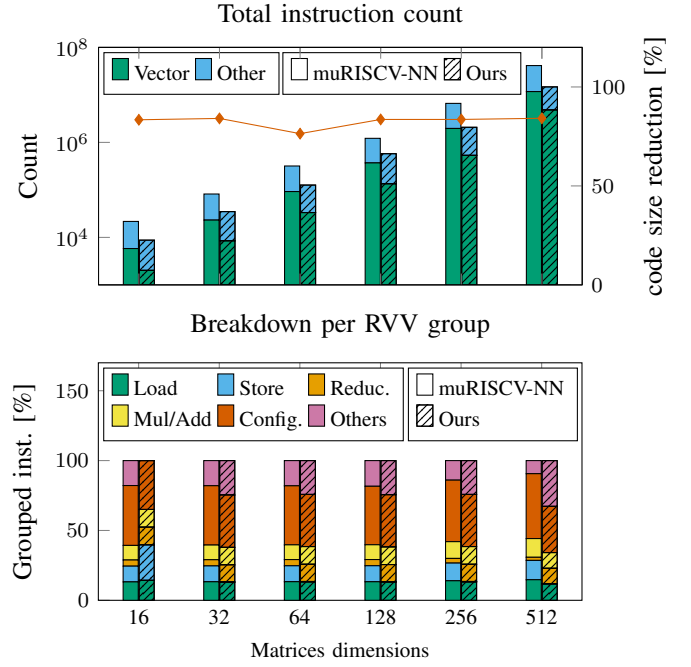 Total instruction count
Vector Other muRISCV-NN Ours
10^8
10^6
10^4
Count
100
50
0
code size reduction [%]
Breakdown per RVV group
Load Store Reduc. muRISCV-NN
Mul/Add Config. Others Ours
150
100
50
0
Grouped inst. [%]
16 32 64 128 256 512
Matrices dimensions